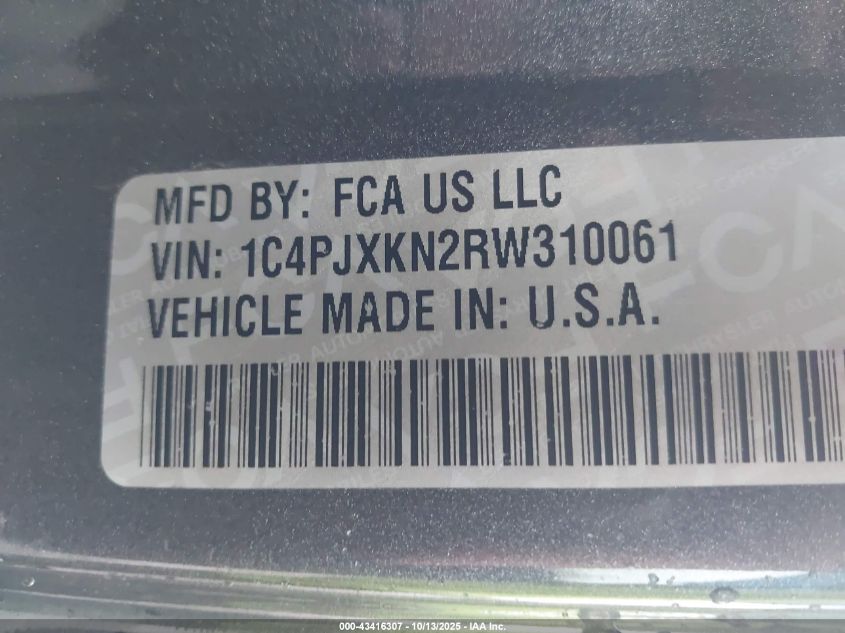 MFD BY: FCA US LLC
VIN: 1C4PJXKN2RW310061
VEHICLE MADE IN: U.S.A.
000-43416307 - 10/13/2025 - IAA Inc.